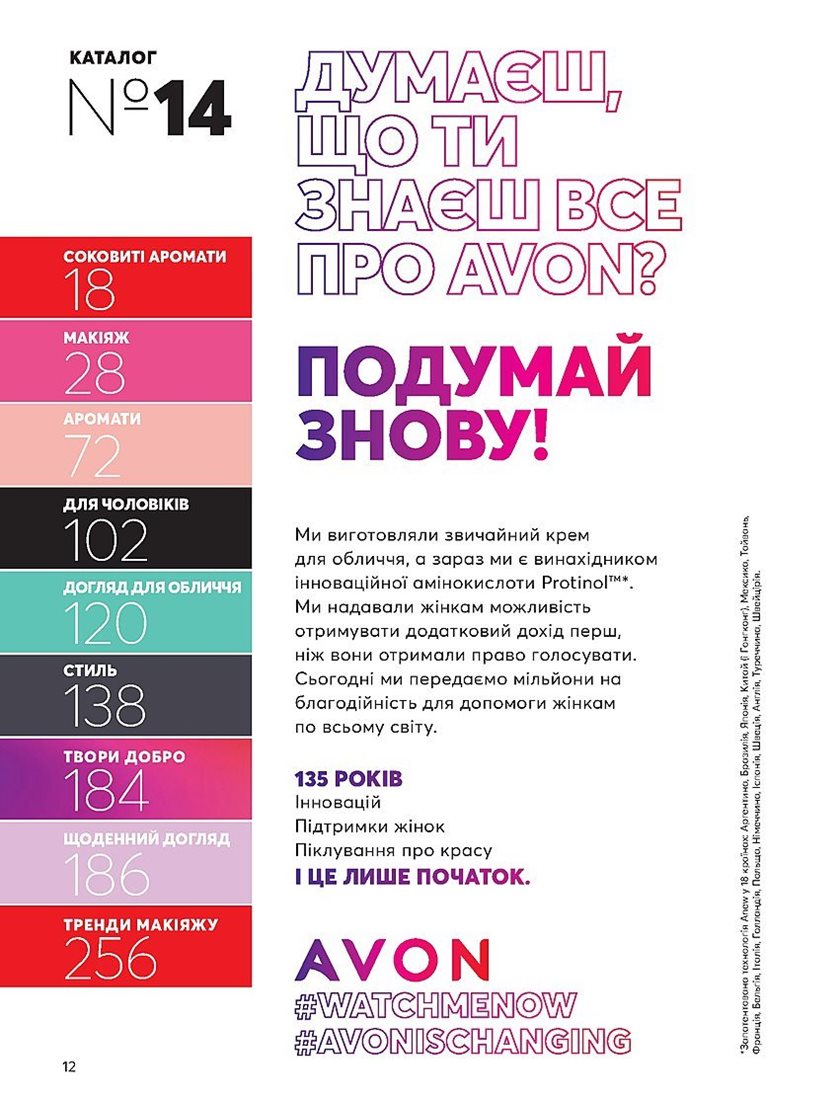 КАТАЛОГ
№14
СОКОВИТІ АРОМАТИ
18
МАКІЯЖ
28
АРОМАТИ
72
ДЛЯ ЧОЛОВІКІВ
102
ДОГЛЯД ДЛЯ ОБЛИЧЧЯ
120
СТИЛЬ
138
ТВОРИ ДОБРО
184
ЩОДЕННИЙ ДОГЛЯД
186
ТРЕНДИ МАКІЯЖУ
256
ДУМАЄШ,
ЩО ТИ
ЗНАЄШ ВСЕ
ПРО AVON?
ПОДУМАЙ
ЗНОВУ!
Ми виготовляли звичайний крем
для обличчя, а зараз ми є винахідником
інноваційної амінокислоти Protinol™*.
Ми надавали жінкам можливість
отримувати додатковий дохід перш,
ніж вони отримали право голосувати.
Сьогодні ми передаємо мільйони на
благодійність для допомоги жінкам
по всьому світу.
135 РОКІВ
Інновацій
Підтримки жінок
Піклування про красу
І ЦЕ ЛИШЕ ПОЧАТОК.
AVON
#WATCHMENOW
#AVONISCHANGING
*Запатентована технологія Anew у 18 країнах: Аргентина, Бразилія, Японія, Китай (і Гонгконг), Мексика, Тайвань,
Франція, Бельгія, Італія, Голландія, Польща, Німеччина, Іспанія, Швеція, Англія, Туреччина, Швейцарія.
12